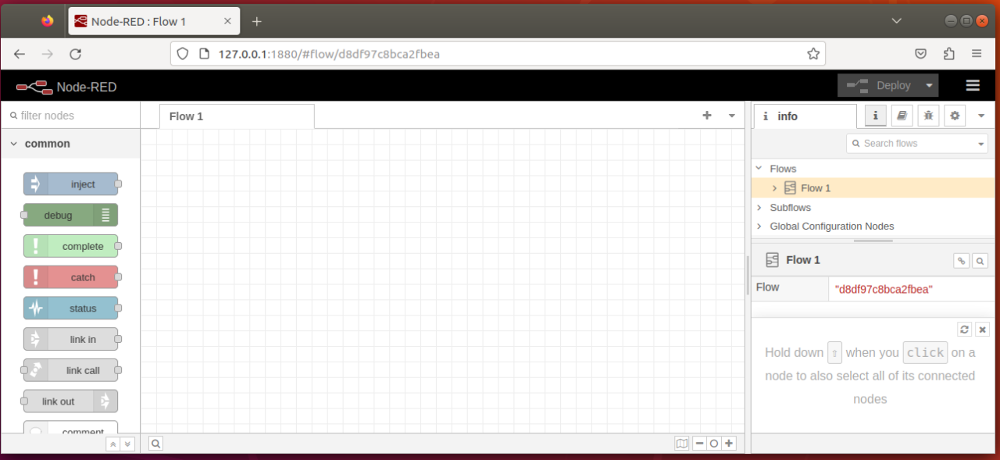 Node-RED : Flow 1
127.0.0.1:1880/#flow/d8df97c8bca2fbea
Node-RED
Deploy
filter nodes
Flow 1
i info
i
common
Search flows
inject
Flows
Flow 1
debug
Subflows
Global Configuration Nodes
complete
Flow 1
catch
Flow
"d8df97c8bca2fbea"
status
link in
Hold down ⇧ when you click on a
node to also select all of its connected
nodes
link call
link out
comment